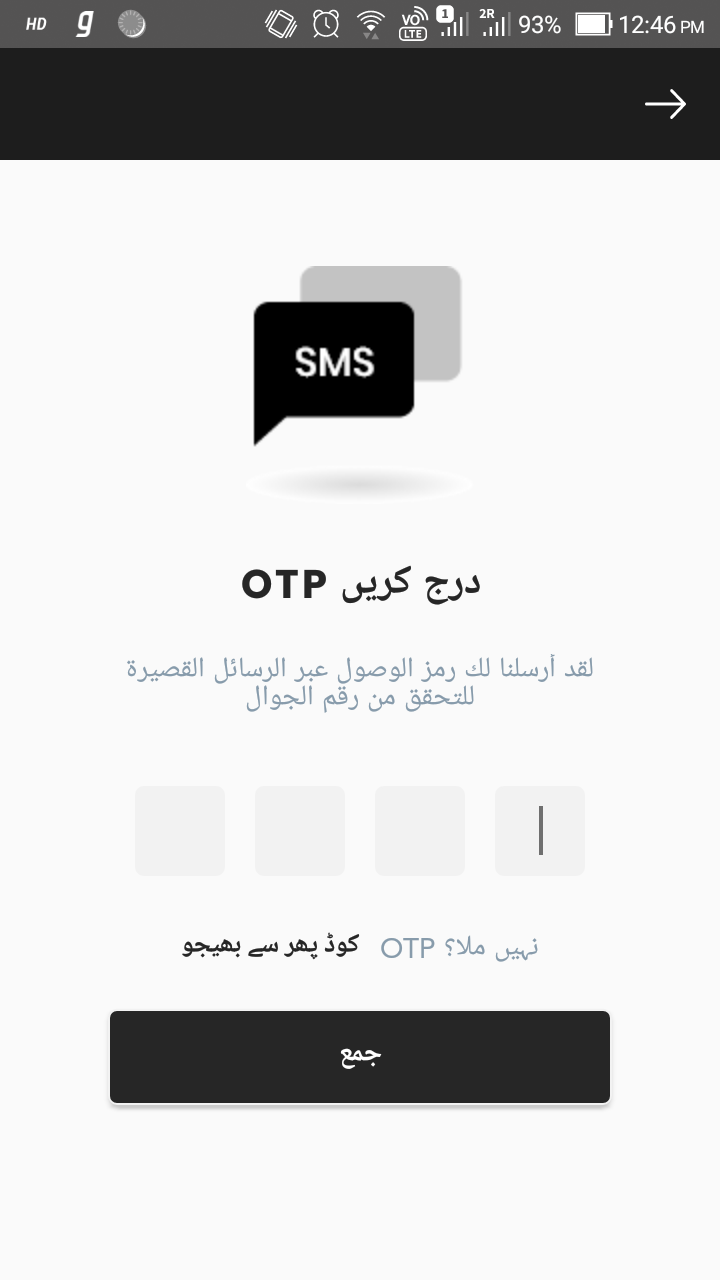 HD g VO LTE 1 2R 93% 12:46 PM
SMS
OTP درج کریں
لقد أرسلنا لك رمز الوصول عبر الرسائل القصيرة
للتحقق من رقم الجوال
نہیں ملا؟ OTP کوڈ پھر سے بھیجو
جمع